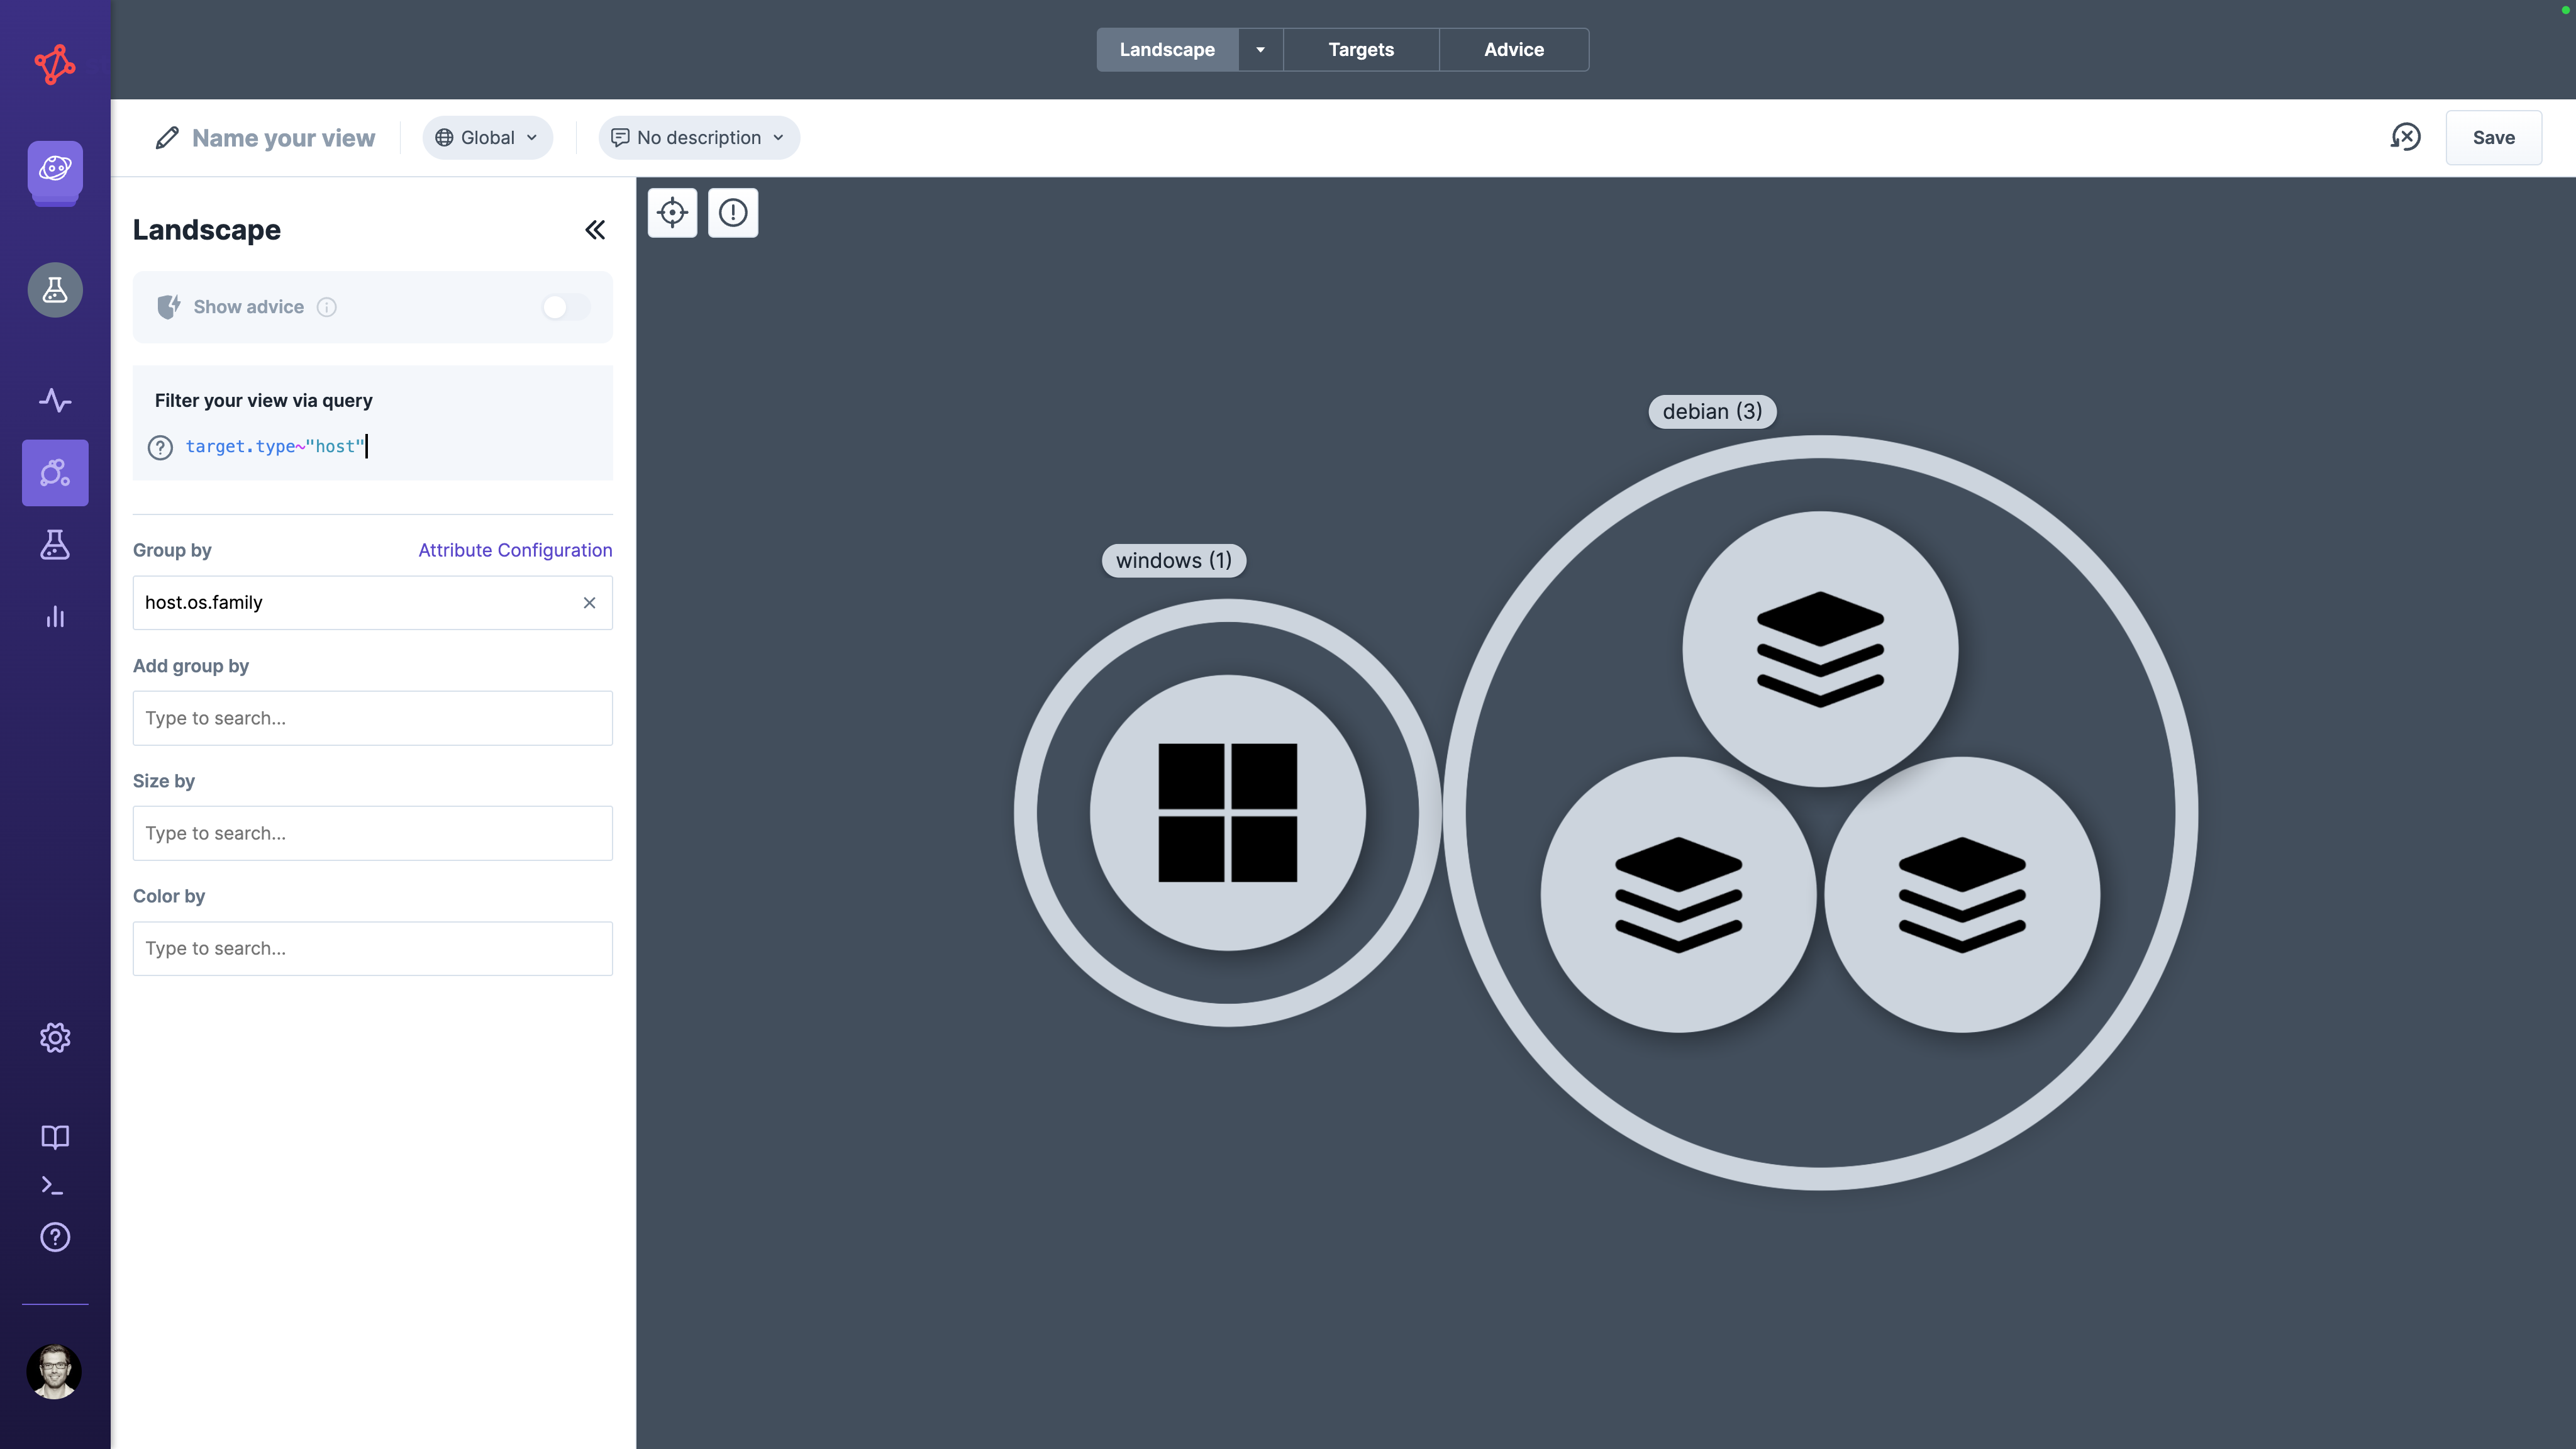 Landscape
Targets
Advice
Name your view
Global
No description
Save
Landscape
Show advice
Filter your view via query
target.type~"host"
Group by
Attribute Configuration
host.os.family
Add group by
Type to search...
Size by
Type to search...
Color by
Type to search...
debian (3)
windows (1)